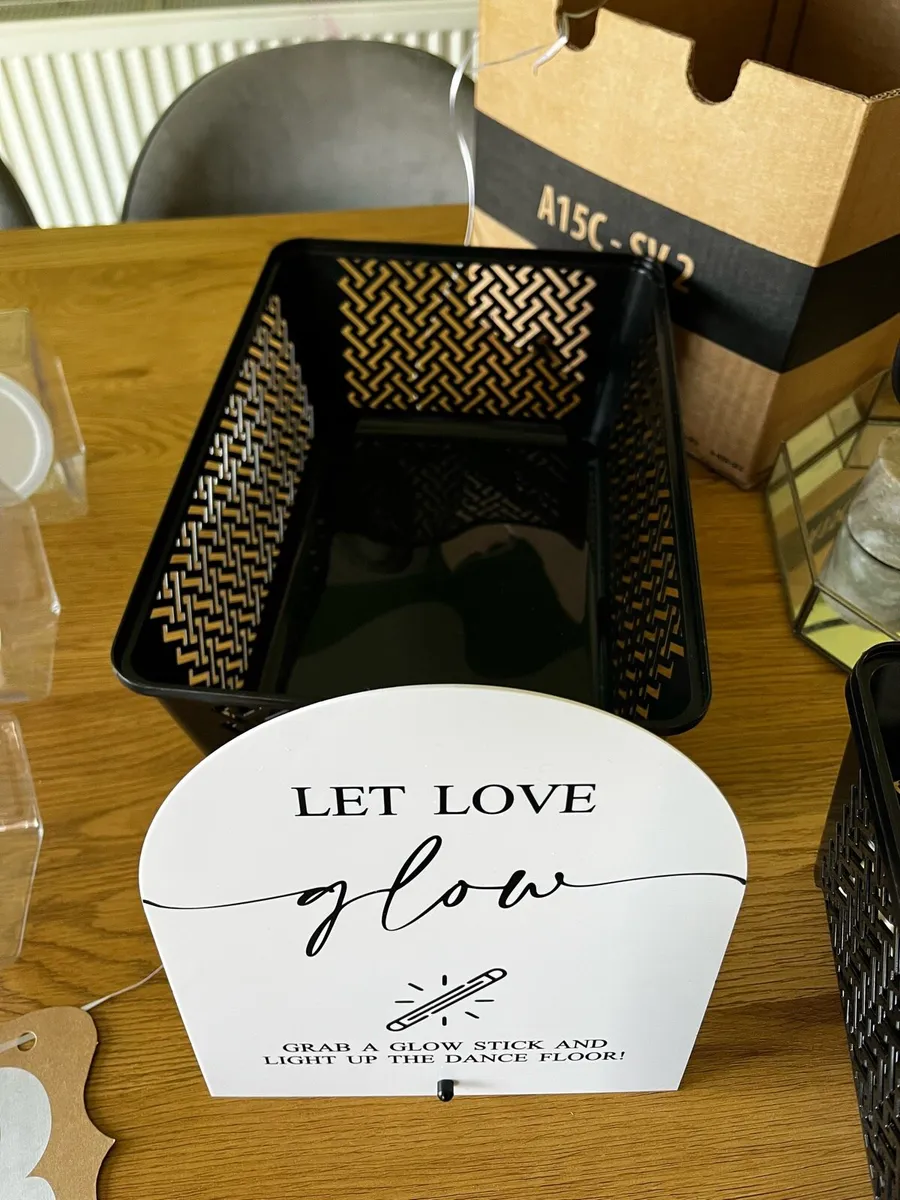 A15C - SV 2
LET LOVE
glow
GRAB A GLOW STICK AND
LIGHT UP THE DANCE FLOOR!